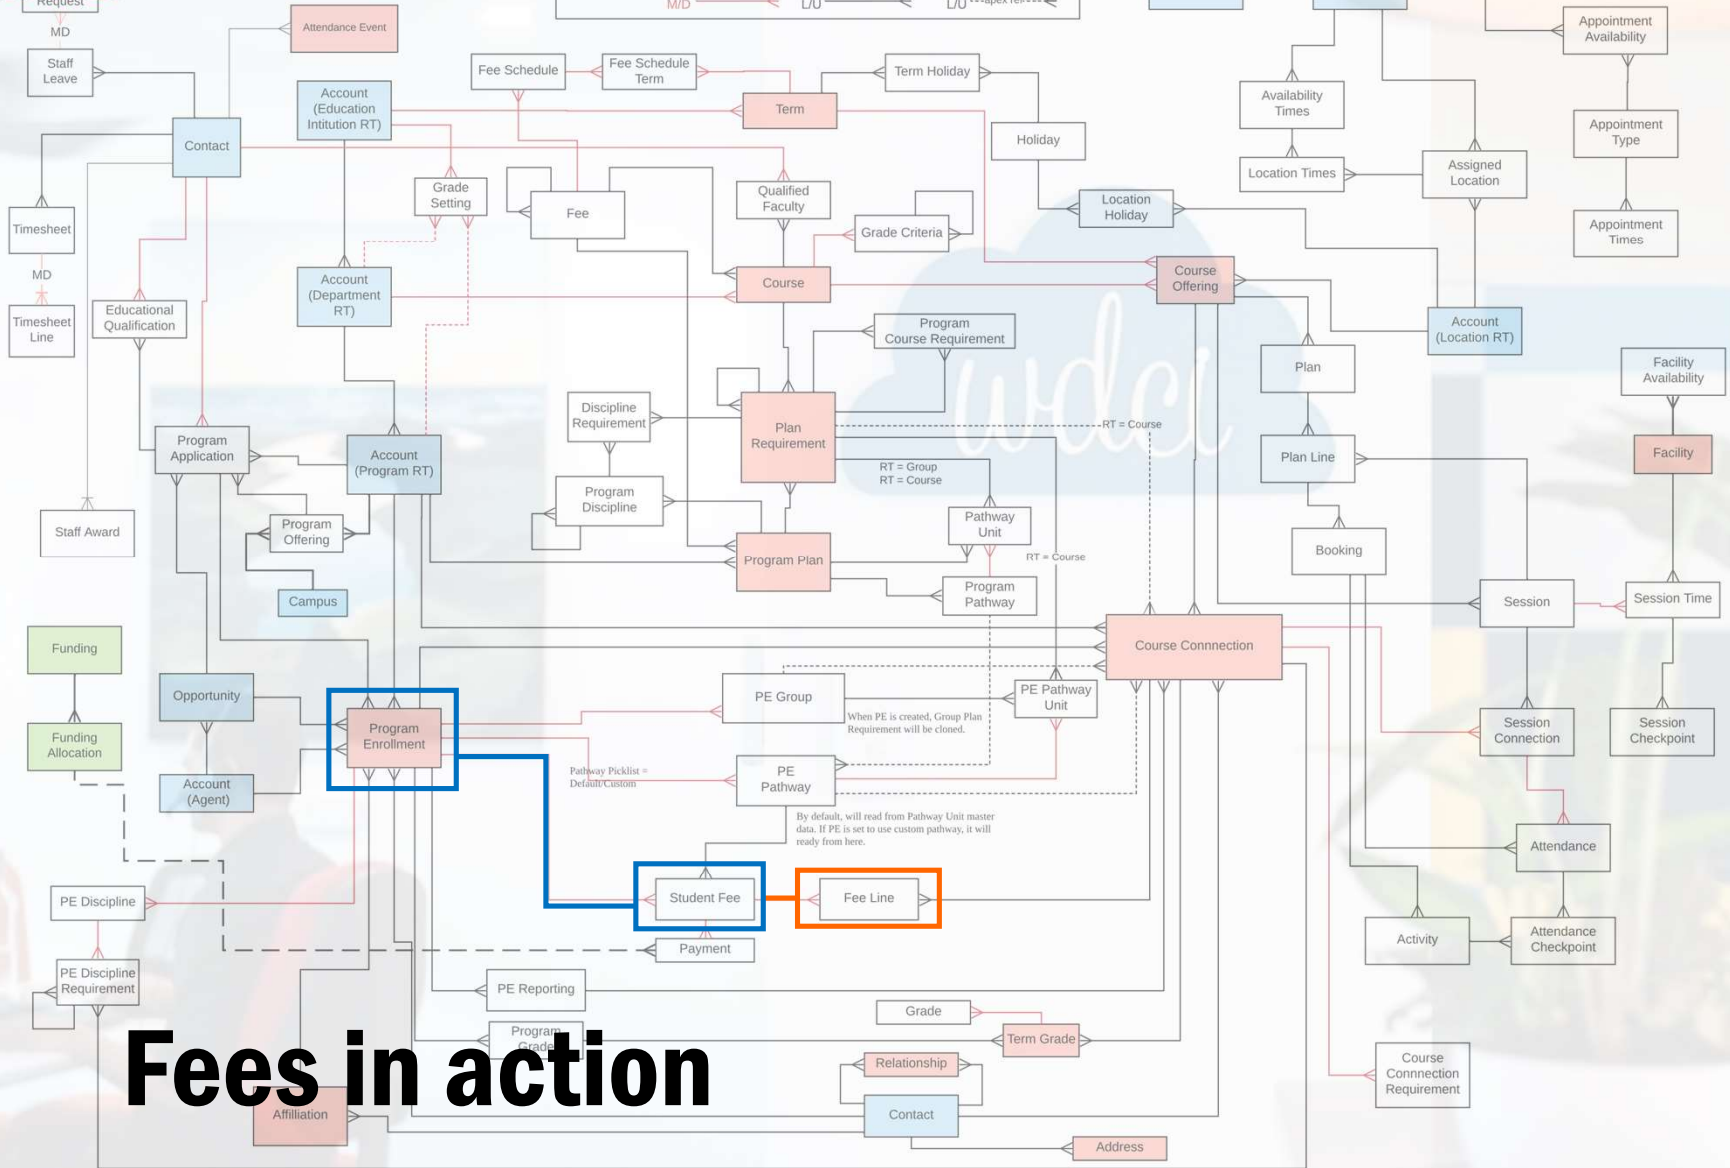 Request
M/D
L/U
L/U
apex ref
MD
Attendance Event
Appointment
Availability
Staff
Leave
Fee Schedule
Fee Schedule
Term
Term Holiday
Account
(Education
Intitution RT)
Term
Availability
Times
Appointment
Type
Contact
Holiday
Location Times
Assigned
Location
Grade
Setting
Fee
Qualified
Faculty
Location
Holiday
Timesheet
Grade Criteria
Appointment
Times
MD
Account
(Department
RT)
Course
Course
Offering
Timesheet
Line
Educational
Qualification
Program
Course Requirement
Account
(Location RT)
wdci
Plan
Facility
Availability
Discipline
Requirement
Plan
Requirement
RT = Course
Program
Application
Account
(Program RT)
RT = Group
RT = Course
Plan Line
Facility
Program
Discipline
Staff Award
Program
Offering
Pathway
Unit
Booking
Program Plan
RT = Course
Campus
Program
Pathway
Session
Session Time
Funding
Course Connnection
Opportunity
PE Group
PE Pathway
Unit
Program
Enrollment
When PE is created, Group Plan
Requirement will be cloned.
Session
Connection
Session
Checkpoint
Funding
Allocation
Pathway Picklist =
Default/Custom
PE
Pathway
Account
(Agent)
By default, will read from Pathway Unit master
data. If PE is set to use custom pathway, it will
ready from here.
Attendance
PE Discipline
Student Fee
Fee Line
Payment
Activity
Attendance
Checkpoint
PE Discipline
Requirement
PE Reporting
Grade
Program
Grade
Term Grade
Fees in action
Relationship
Course
Connnection
Requirement
Affilliation
Contact
Address